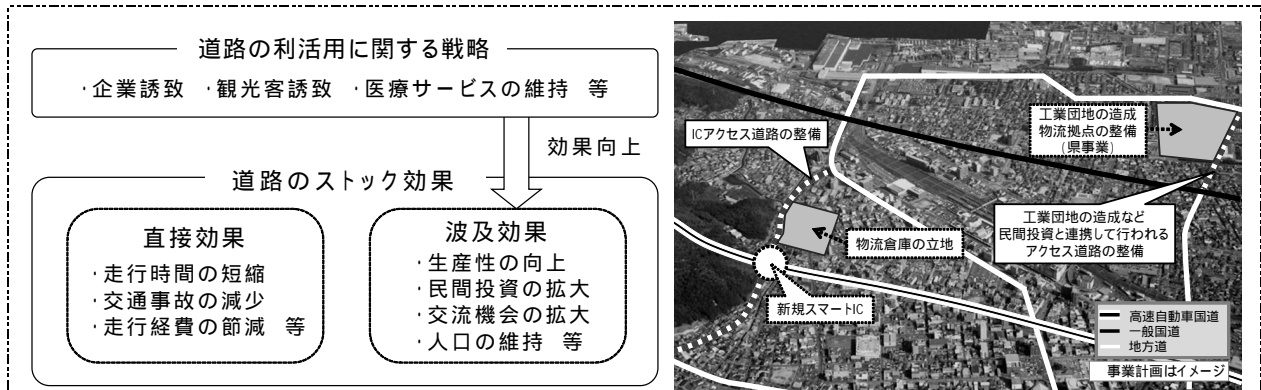 道路の利活用に関する戦略
·企業誘致 ·観光客誘致 ·医療サービスの維持 等
効果向上
道路のストック効果
直接効果
·走行時間の短縮
·交通事故の減少
·走行経費の節減 等
波及効果
·生産性の向上
·民間投資の拡大
·交流機会の拡大
·人口の維持 等
ICアクセス道路の整備
工業団地の造成
物流拠点の整備
(県事業)
物流倉庫の立地
工業団地の造成など
民間投資と連携して行われる
アクセス道路の整備
新規スマートIC
高速自動車国道
一般国道
地方道
事業計画はイメージ